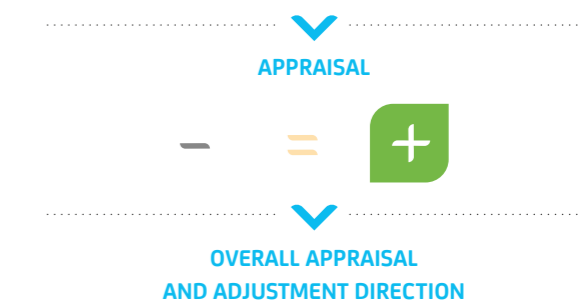 APPRAISAL
– = +
OVERALL APPRAISAL
AND ADJUSTMENT DIRECTION